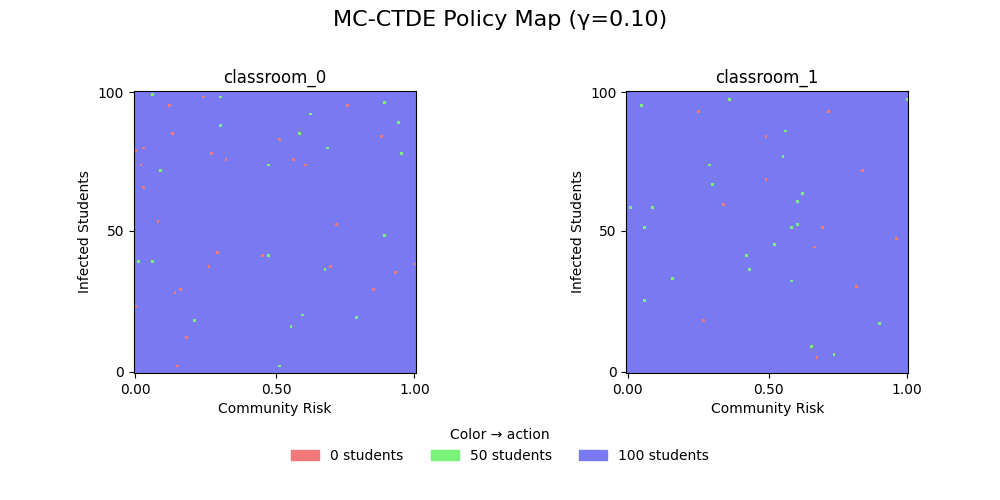 MC-CTDE Policy Map (γ=0.10)
classroom_0
classroom_1
100
50
0
Infected Students
0.00 0.50 1.00
Community Risk
100
50
0
Infected Students
0.00 0.50 1.00
Community Risk
Color → action
0 students 50 students 100 students